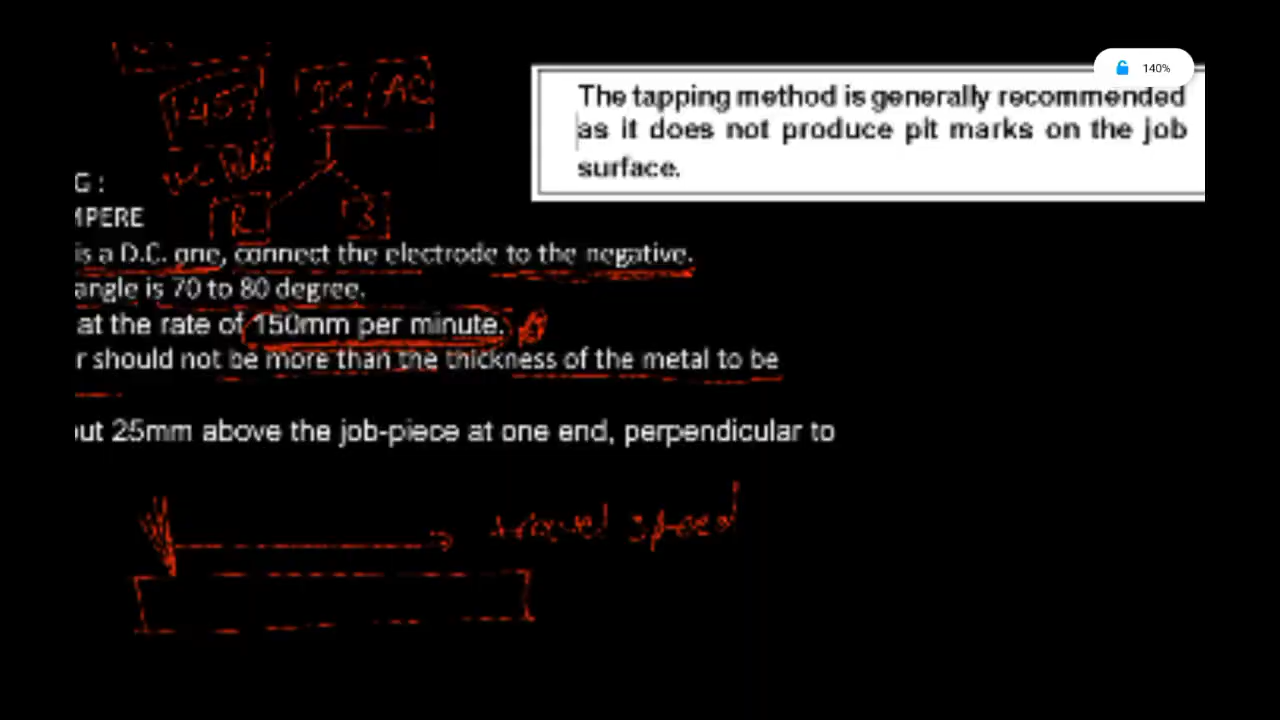 DC/AC
140%
The tapping method is generally recommended
as it does not produce pit marks on the job
surface.
G :
MPERE
is a D.C. one, connect the electrode to the negative.
angle is 70 to 80 degree.
at the rate of 150mm per minute.
r should not be more than the thickness of the metal to be
out 25mm above the job-piece at one end, perpendicular to
travel speed